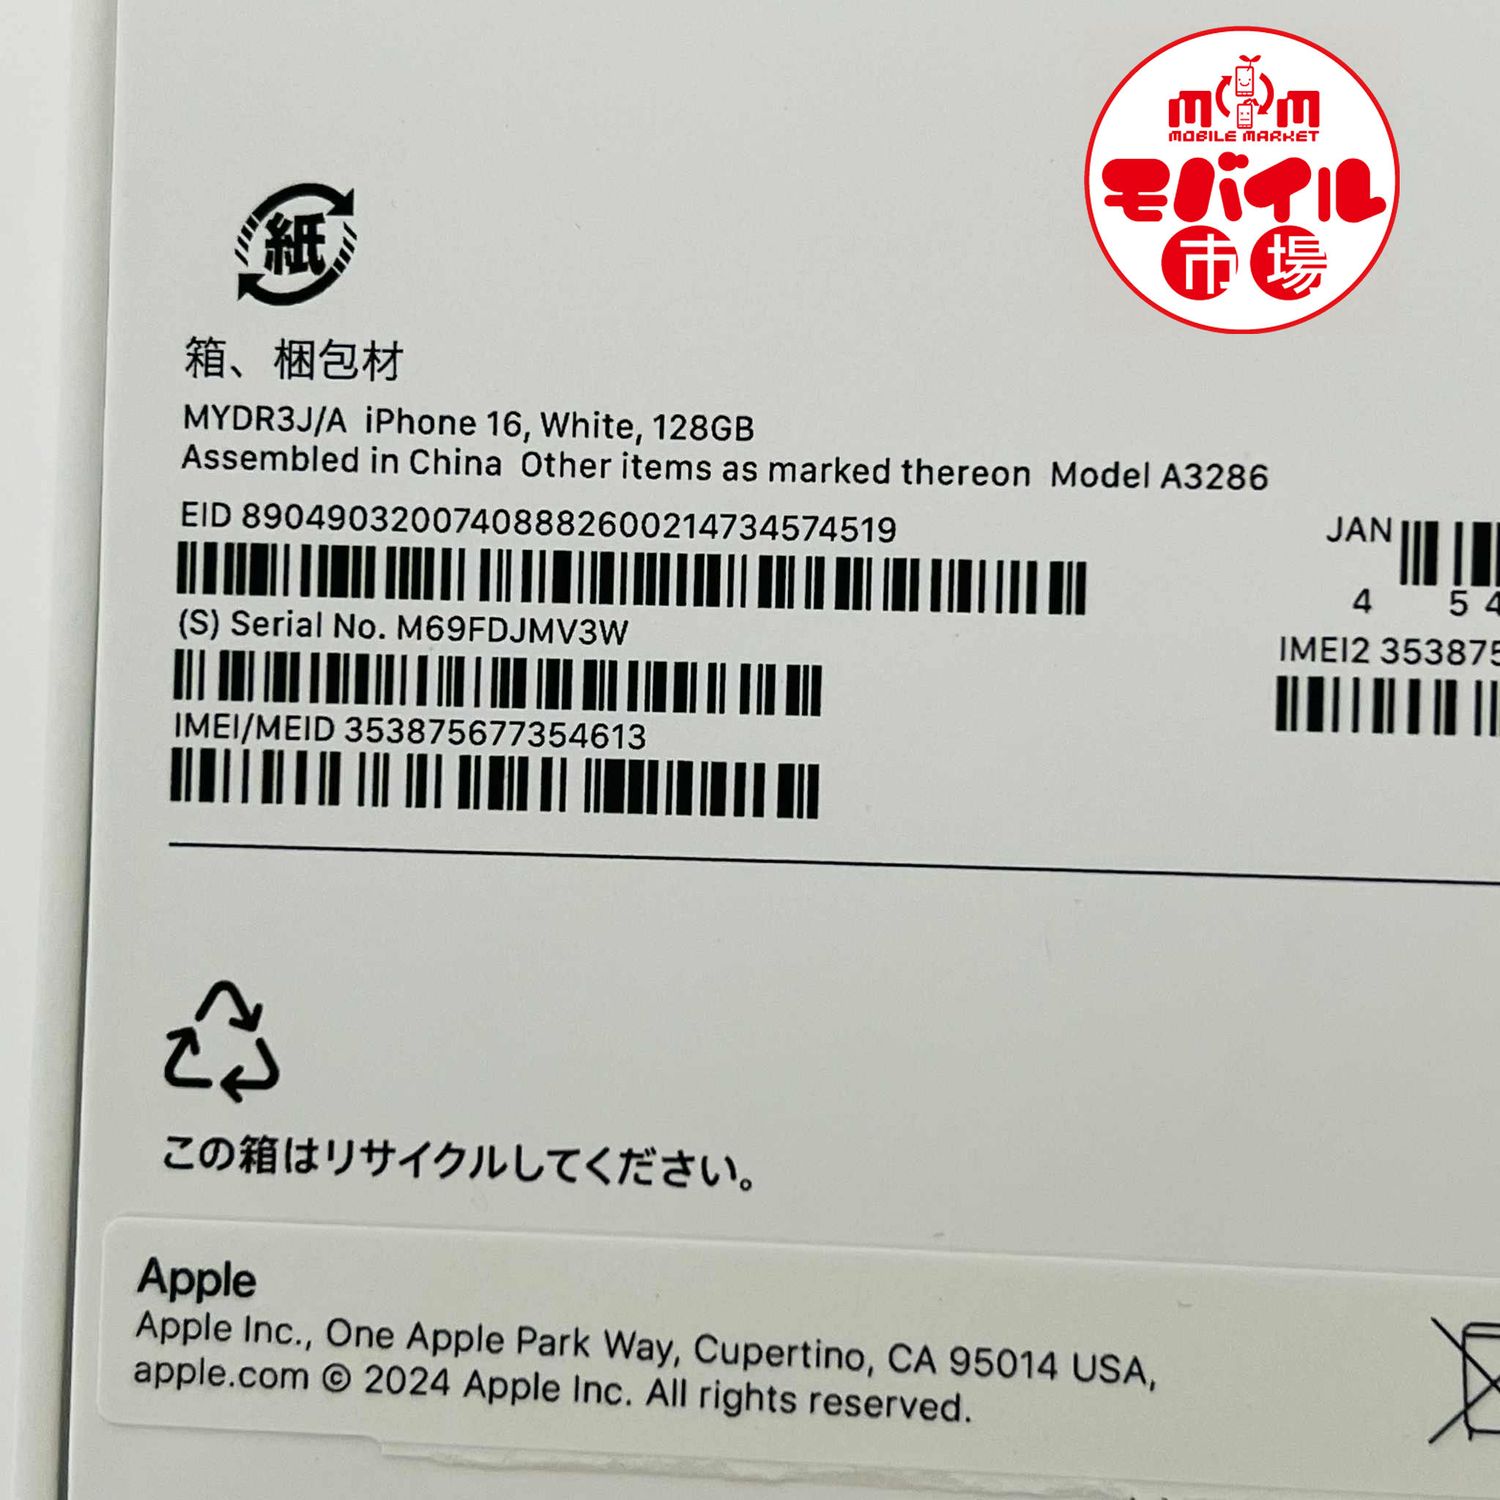 MOBILE MARKET
モバイル
市場
紙
箱、梱包材
MYDR3J/A iPhone 16, White, 128GB
Assembled in China Other items as marked thereon Model A3286
EID 89049032007408882600214734574519
JAN
4 54
(S) Serial No. M69FDJMV3W
IMEI2 353875
IMEI/MEID 353875677354613
この箱はリサイクルしてください。
Apple
Apple Inc., One Apple Park Way, Cupertino, CA 95014 USA,
apple.com © 2024 Apple Inc. All rights reserved.